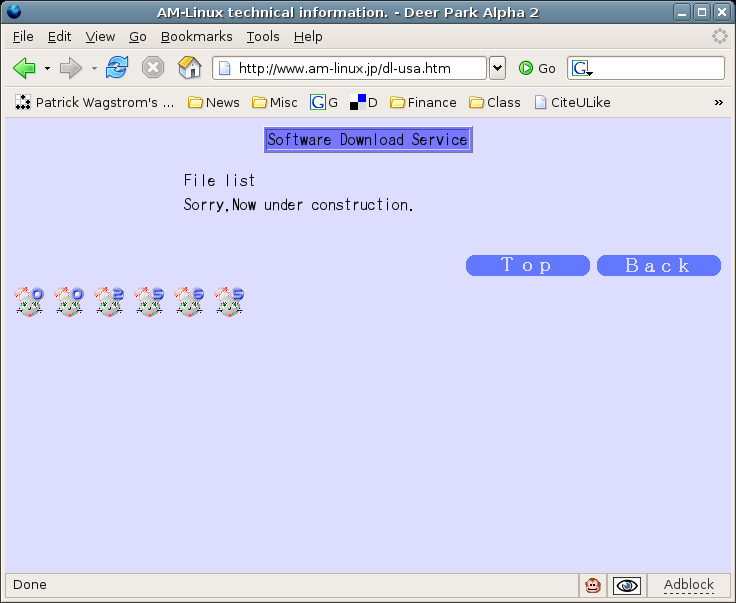 AM-Linux technical information. - Deer Park Alpha 2
File Edit View Go Bookmarks Tools Help
http://www.am-linux.jp/dl-usa.htm Go G
Patrick Wagstrom's ... News Misc G G D Finance Class CiteULike »
Software Download Service
File list
Sorry,Now under construction.
Top Back
0 0 2 5 6 5
Done Adblock